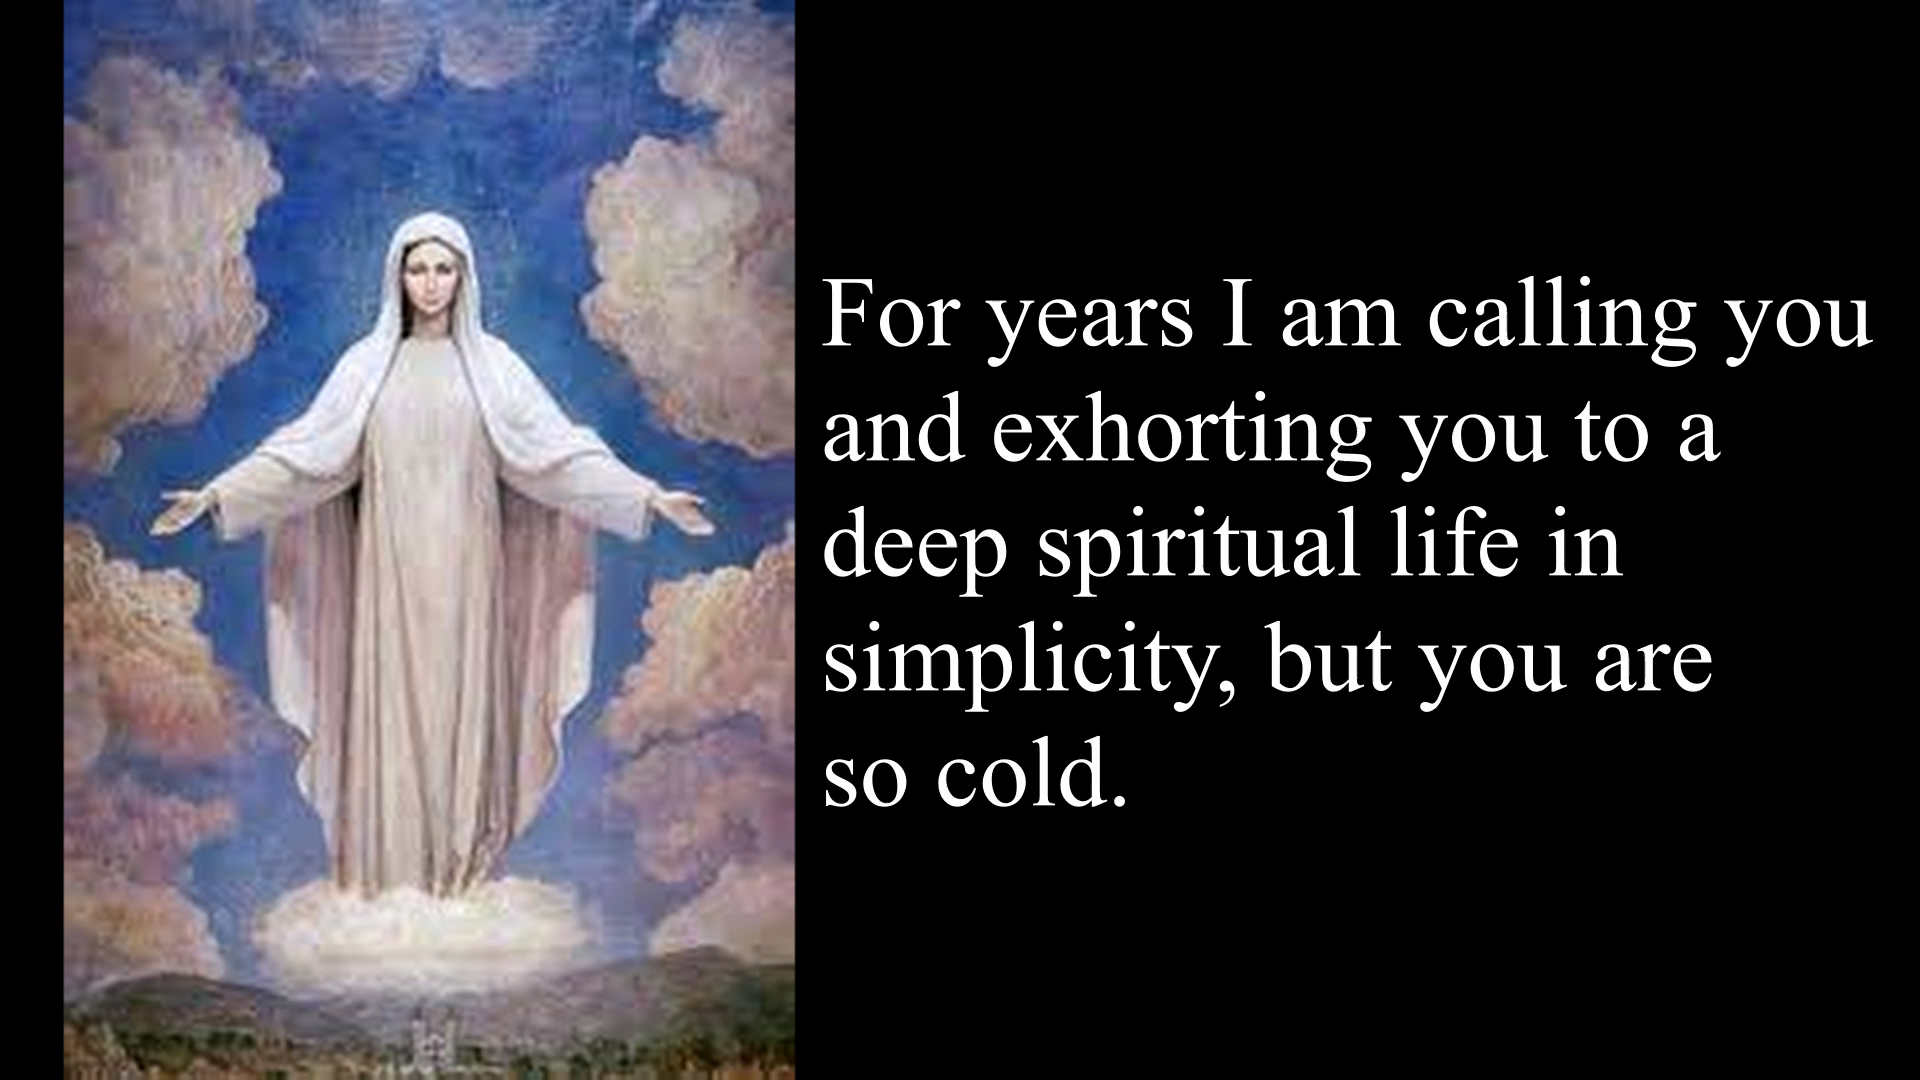 For years I am calling you
and exhorting you to a
deep spiritual life in
simplicity, but you are
so cold.